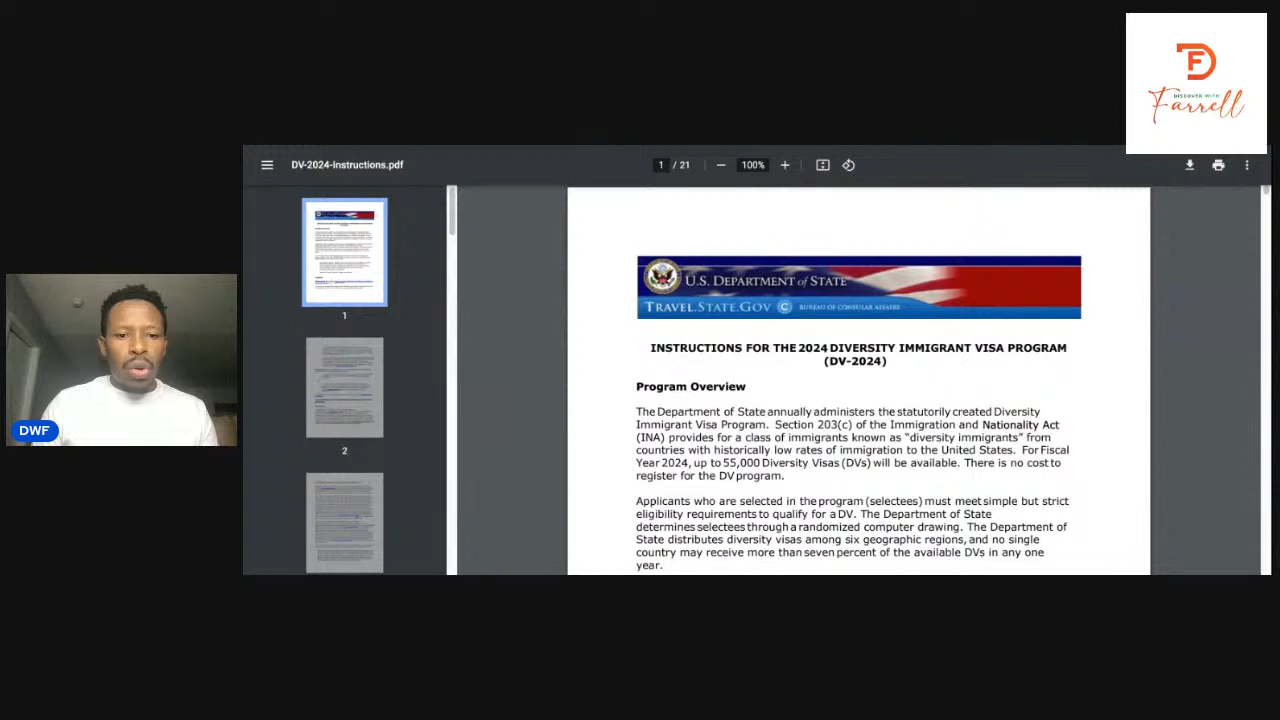 DISCOVER WITH
Farrell
DV-2024-Instructions.pdf
1 / 21
100%
U.S. DEPARTMENT of STATE
TRAVEL.STATE.GOV
BUREAU OF CONSULAR AFFAIRS
INSTRUCTIONS FOR THE 2024 DIVERSITY IMMIGRANT VISA PROGRAM
(DV-2024)
Program Overview
The Department of State annually administers the statutorily created Diversity
Immigrant Visa Program. Section 203(c) of the Immigration and Nationality Act
(INA) provides for a class of immigrants known as “diversity immigrants” from
countries with historically low rates of immigration to the United States. For Fiscal
Year 2024, up to 55,000 Diversity Visas (DVs) will be available. There is no cost to
register for the DV program.
Applicants who are selected in the program (selectees) must meet simple but strict
eligibility requirements to qualify for a DV. The Department of State
determines selectees through a randomized computer drawing. The Department of
State distributes diversity visas among six geographic regions, and no single
country may receive more than seven percent of the available DVs in any one
year.
1
2
DWF